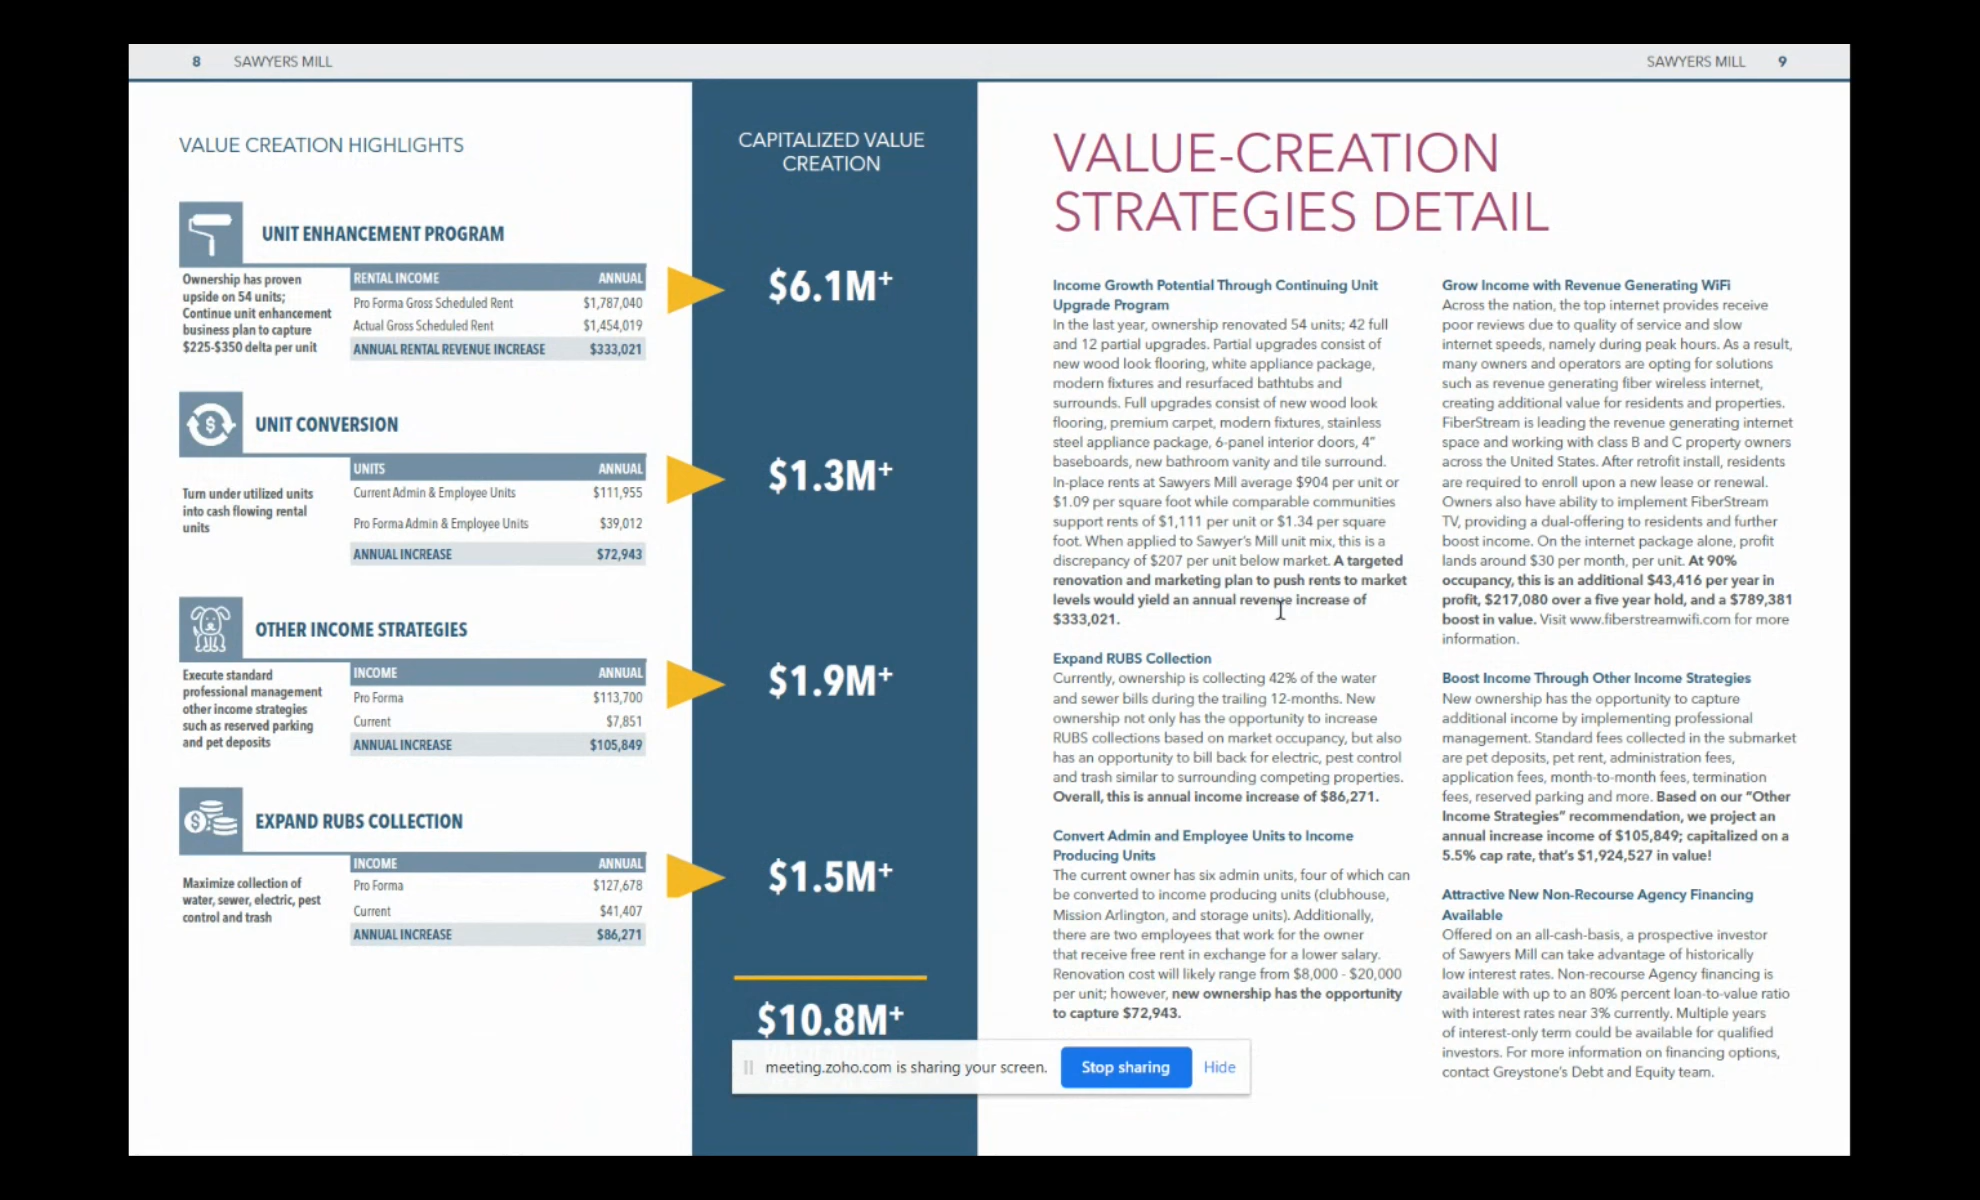 8 SAWYERS MILL
SAWYERS MILL 9
VALUE CREATION HIGHLIGHTS
UNIT ENHANCEMENT PROGRAM
Ownership has proven
upside on 54 units;
Continue unit enhancement
business plan to capture
$225-$350 delta per unit
RENTAL INCOME ANNUAL
Pro Forma Gross Scheduled Rent $1,787,040
Actual Gross Scheduled Rent $1,454,019
ANNUAL RENTAL REVENUE INCREASE $333,021
UNIT CONVERSION
Turn under utilized units
into cash flowing rental
units
UNITS ANNUAL
Current Admin & Employee Units $111,955
Pro Forma Admin & Employee Units $39,012
ANNUAL INCREASE $72,943
OTHER INCOME STRATEGIES
Execute standard
professional management
other income strategies
such as reserved parking
and pet deposits
INCOME ANNUAL
Pro Forma $113,700
Current $7,851
ANNUAL INCREASE $105,849
EXPAND RUBS COLLECTION
Maximize collection of
water, sewer, electric, pest
control and trash
INCOME ANNUAL
Pro Forma $127,678
Current $41,407
ANNUAL INCREASE $86,271
CAPITALIZED VALUE
CREATION
$6.1M+
$1.3M+
$1.9M+
$1.5M+
$10.8M+
VALUE-CREATION
STRATEGIES DETAIL
Income Growth Potential Through Continuing Unit
Upgrade Program
In the last year, ownership renovated 54 units; 42 full
and 12 partial upgrades. Partial upgrades consist of
new wood look flooring, white appliance package,
modern fixtures and resurfaced bathtubs and
surrounds. Full upgrades consist of new wood look
flooring, premium carpet, modern fixtures, stainless
steel appliance package, 6-panel interior doors, 4"
baseboards, new bathroom vanity and tile surround.
In-place rents at Sawyers Mill average $904 per unit or
$1.09 per square foot while comparable communities
support rents of $1,111 per unit or $1.34 per square
foot. When applied to Sawyer's Mill unit mix, this is a
discrepancy of $207 per unit below market. A targeted
renovation and marketing plan to push rents to market
levels would yield an annual revenue increase of
$333,021.
Expand RUBS Collection
Currently, ownership is collecting 42% of the water
and sewer bills during the trailing 12-months. New
ownership not only has the opportunity to increase
RUBS collections based on market occupancy, but also
has an opportunity to bill back for electric, pest control
and trash similar to surrounding competing properties.
Overall, this is annual income increase of $86,271.
Convert Admin and Employee Units to Income
Producing Units
The current owner has six admin units, four of which can
be converted to income producing units (clubhouse,
Mission Arlington, and storage units). Additionally,
there are two employees that work for the owner
that receive free rent in exchange for a lower salary.
Renovation cost will likely range from $8,000 - $20,000
per unit; however, new ownership has the opportunity
to capture $72,943.
Grow Income with Revenue Generating WiFi
Across the nation, the top internet provides receive
poor reviews due to quality of service and slow
internet speeds, namely during peak hours. As a result,
many owners and operators are opting for solutions
such as revenue generating fiber wireless internet,
creating additional value for residents and properties.
FiberStream is leading the revenue generating internet
space and working with class B and C property owners
across the United States. After retrofit install, residents
are required to enroll upon a new lease or renewal.
Owners also have ability to implement FiberStream
TV, providing a dual-offering to residents and further
boost income. On the internet package alone, profit
lands around $30 per month, per unit. At 90%
occupancy, this is an additional $43,416 per year in
profit, $217,080 over a five year hold, and a $789,381
boost in value. Visit www.fiberstreamwifi.com for more
information.
Boost Income Through Other Income Strategies
New ownership has the opportunity to capture
additional income by implementing professional
management. Standard fees collected in the submarket
are pet deposits, pet rent, administration fees,
application fees, month-to-month fees, termination
fees, reserved parking and more. Based on our "Other
Income Strategies" recommendation, we project an
annual increase income of $105,849; capitalized on a
5.5% cap rate, that's $1,924,527 in value!
Attractive New Non-Recourse Agency Financing
Available
Offered on an all-cash-basis, a prospective investor
of Sawyers Mill can take advantage of historically
low interest rates. Non-recourse Agency financing is
available with up to an 80% percent loan-to-value ratio
with interest rates near 3% currently. Multiple years
of interest-only term could be available for qualified
investors. For more information on financing options,
contact Greystone's Debt and Equity team.
meeting.zoho.com is sharing your screen. Stop sharing Hide